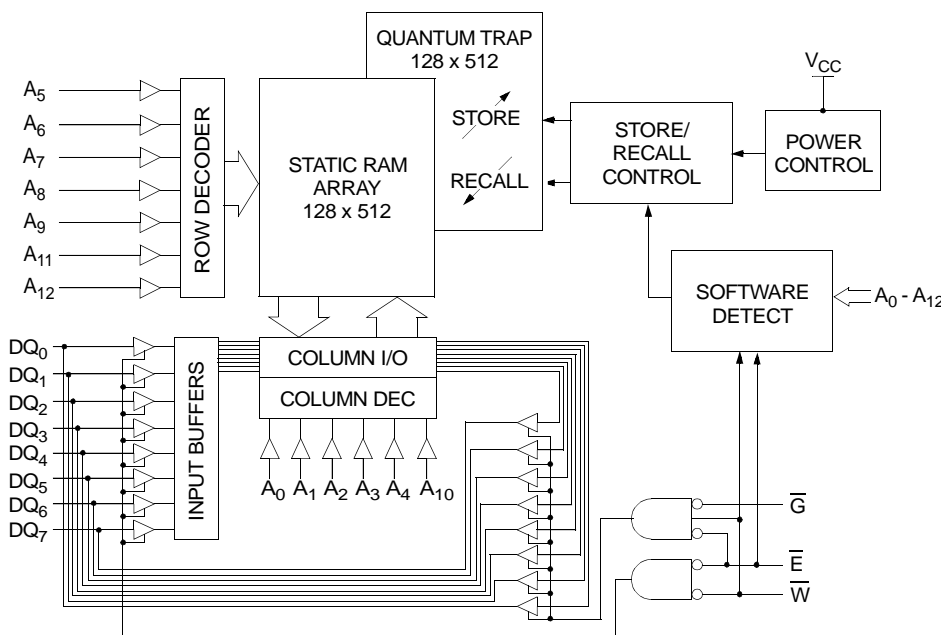 QUANTUM TRAP
128 x 512
STORE
RECALL
V_CC
POWER
CONTROL
STORE/
RECALL
CONTROL
A_5
A_6
A_7
A_8
A_9
A_11
A_12
ROW DECODER
STATIC RAM
ARRAY
128 x 512
SOFTWARE
DETECT
A_0 - A_12
DQ_0
DQ_1
DQ_2
DQ_3
DQ_4
DQ_5
DQ_6
DQ_7
INPUT BUFFERS
COLUMN I/O
COLUMN DEC
A_0 A_1 A_2 A_3 A_4 A_10
G̅
E̅
W̅